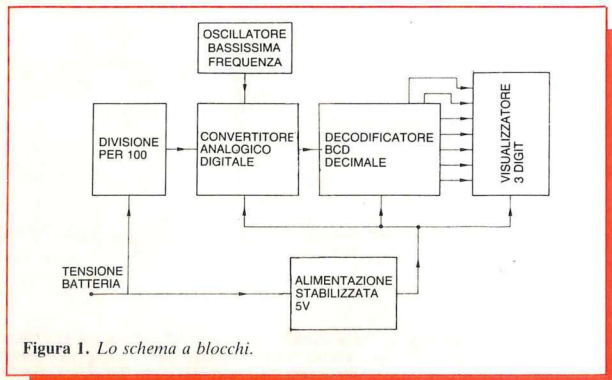 OSCILLATORE
BASSISSIMA
FREQUENZA
DIVISIONE
PER 100
CONVERTITORE
ANALOGICO
DIGITALE
DECODIFICATORE
BCD
DECIMALE
VISUALIZZATORE
3 DIGIT
TENSIONE
BATTERIA
ALIMENTAZIONE
STABILIZZATA
5V
Figura 1. Lo schema a blocchi.